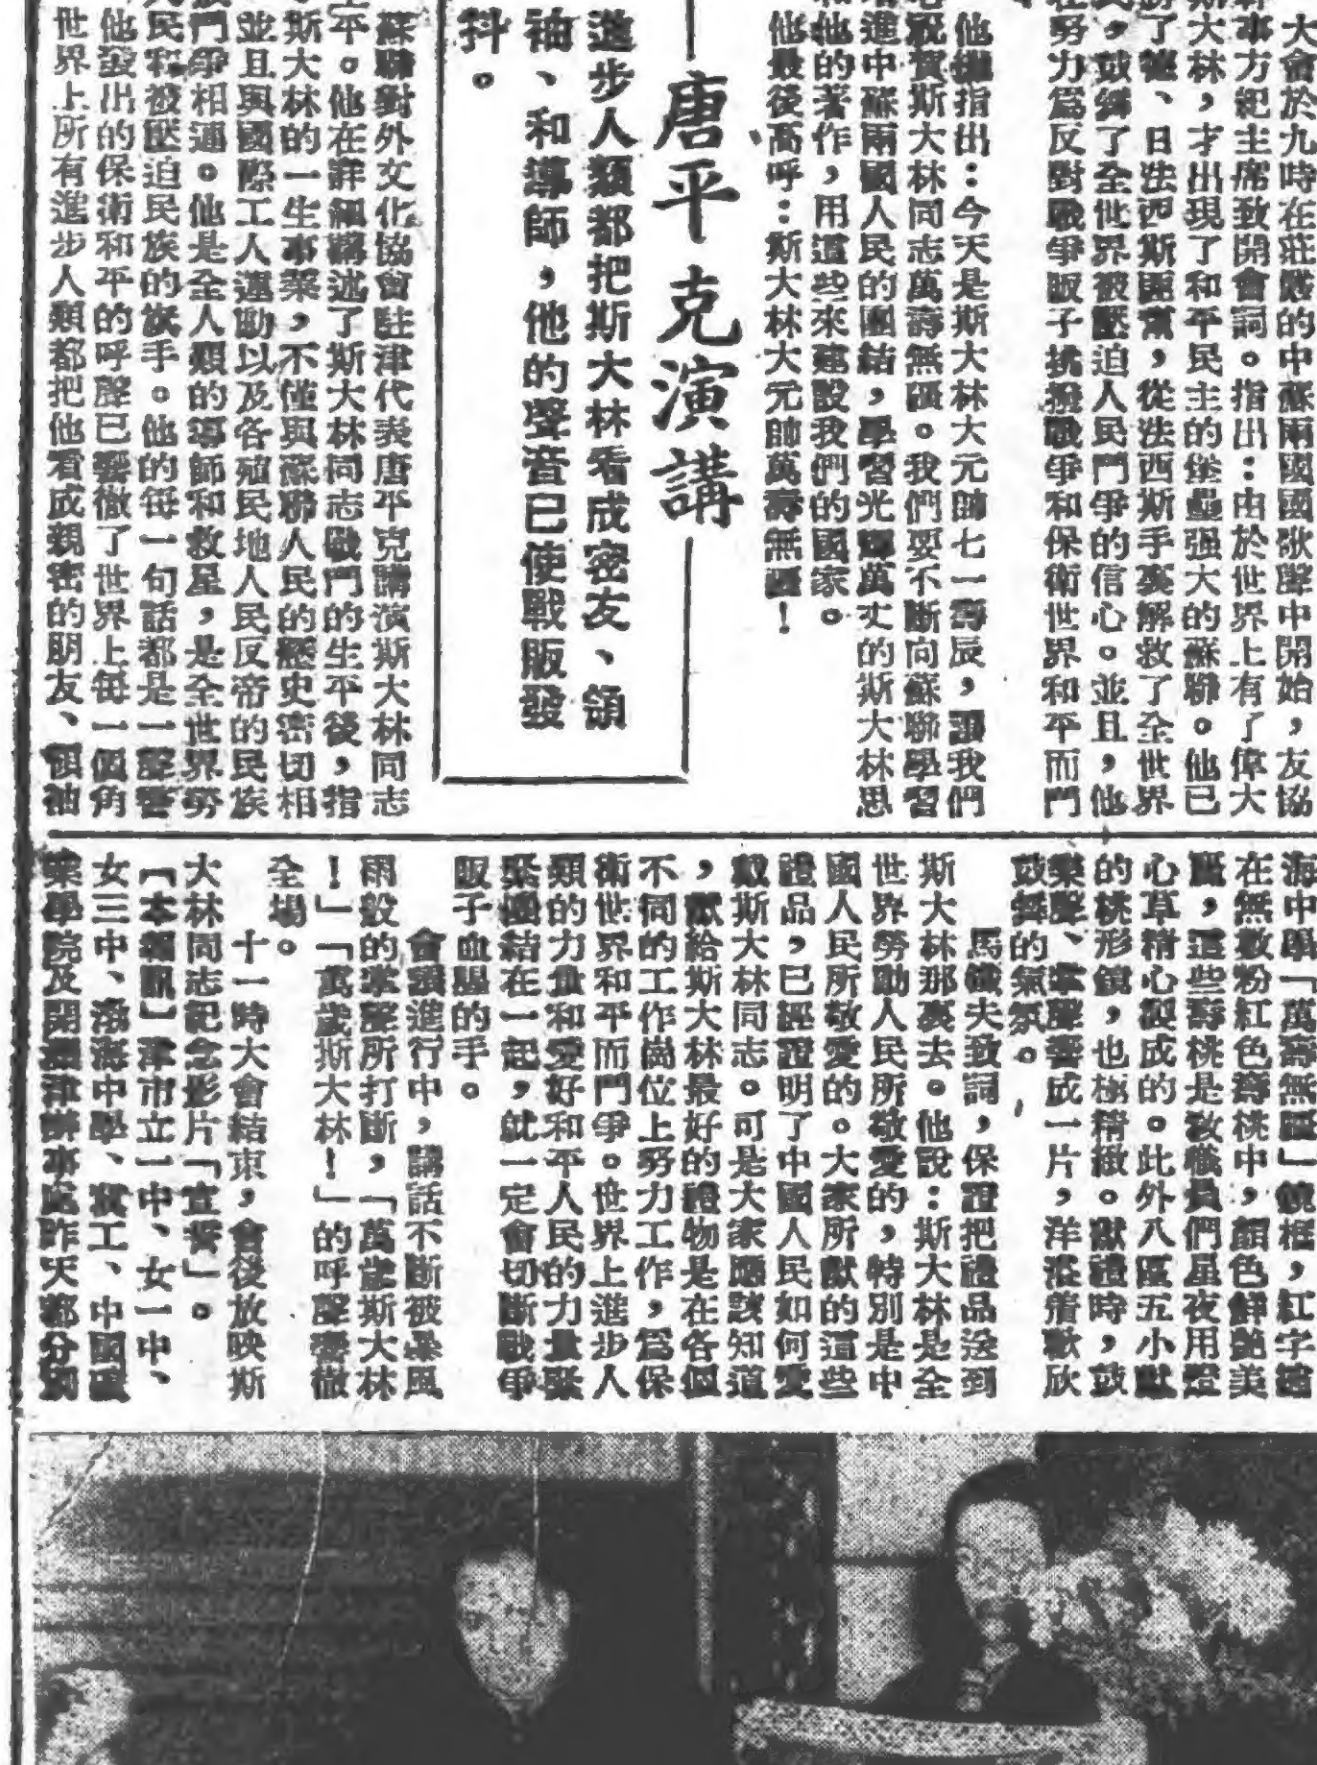 大會於九時在莊嚴的中蘇兩國國歌聲中開始，友協
幹事方紀主席致開會詞。指出：由於世界上有了偉大
斯大林，才出現了和平民主的堡壘强大的蘇聯。他已
勝了德、日法西斯匪黨，從法西斯手裏解救了全世界
民，鼓舞了全世界被壓迫人民鬥爭的信心。並且，他
在努力爲反對戰爭販子挑撥戰爭和保衛世界和平而鬥
他繼指出：今天是斯大林大元帥七一壽辰，讓我們
祝賀斯大林同志萬壽無疆。我們要不斷向蘇聯學習
增進中蘇兩國人民的團結，學習光輝萬丈的斯大林思
和他的著作，用這些來建設我們的國家。
他最後高呼：斯大林大元帥萬壽無疆！
唐平克演講
進步人類都把斯大林看成密友、領
袖、和導師，他的聲音已使戰販發
抖。
蘇聯對外文化協會駐津代表唐平克講演斯大林同志
生平。他在詳細講述了斯大林同志戰鬥的生平後，指
斯大林的一生事業，不僅與蘇聯人民的歷史密切相
並且與國際工人運動以及各殖民地人民反帝的民族
鬥爭相連。他是全人類的導師和救星，是全世界勞
人民和被壓迫民族的旗手。他的每一句話都是一聲警
他發出的保衛和平的呼聲已響徹了世界上每一個角
世界上所有進步人類都把他看成親密的朋友、領袖
海中學「萬壽無疆」鏡框，紅字
在無數粉紅色壽桃中，顏色鮮艶美
麗，這些壽桃是教職員們星夜用燈
心草精心製成的。此外八區五小獻
的桃形鏡，也極精緻。獻禮時，鼓
樂聲、掌聲響成一片，洋溢着歡欣
鼓舞的氣氛。
馬鐵夫致詞，保證把禮品送到
斯大林那裏去。他說：斯大林是全
世界勞動人民所敬愛的，特別是中
國人民所敬愛的。大家所獻的這些
禮品，已經證明了中國人民如何愛
戴斯大林同志。可是大家應該知道
，獻給斯大林最好的禮物是在各個
不同的工作崗位上努力工作，爲保
衛世界和平而鬥爭。世界上進步人
類的力量和愛好和平人民的力量緊
緊團結在一起，就一定會切斷戰爭
販子血腥的手。
會議進行中，講話不斷被暴風
雨般的掌聲所打斷，「萬歲斯大林
！」「萬歲斯大林！」的呼聲響徹
全場。
十一時大會結束，會後放映斯
大林同志記念影片「宣誓」。
【本報訊】津市立一中、女一中、
女三中、渤海中學、冀工、中國礦
業學院及開灤津辦事處昨天都分別